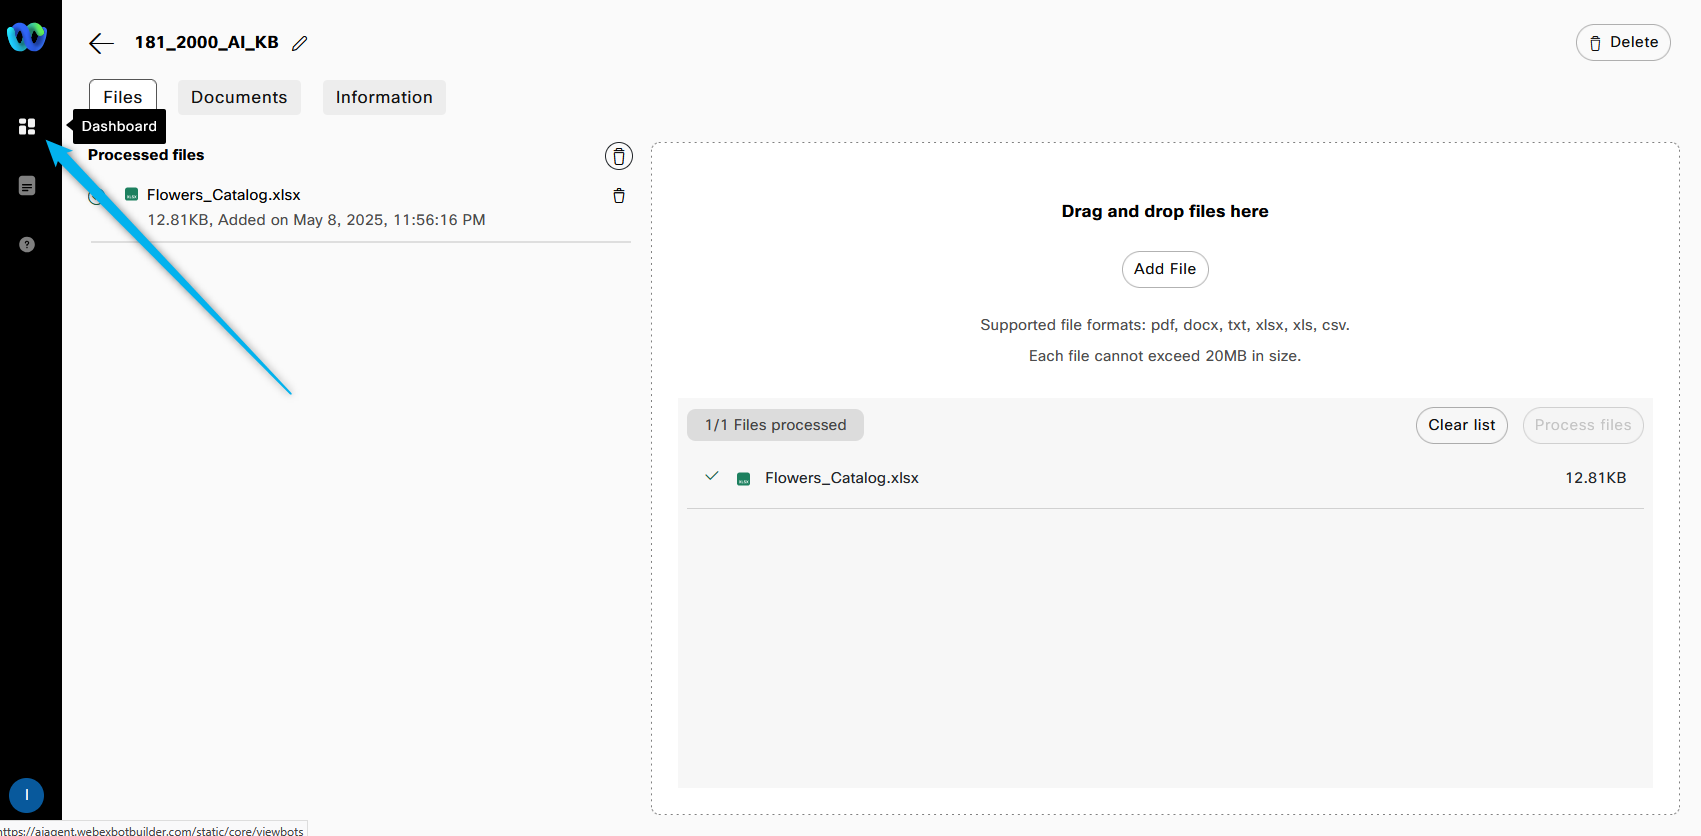 181_2000_AI_KB
Delete
Files
Documents
Information
Dashboard
Processed files
XLSX
Flowers_Catalog.xlsx
12.81KB, Added on May 8, 2025, 11:56:16 PM
?
Drag and drop files here
Add File
Supported file formats: pdf, docx, txt, xlsx, xls, csv.
Each file cannot exceed 20MB in size.
1/1 Files processed
Clear list
Process files
XLSX
Flowers_Catalog.xlsx
12.81KB
I
https://aiagent.webexbotbuilder.com/static/core/viewbots